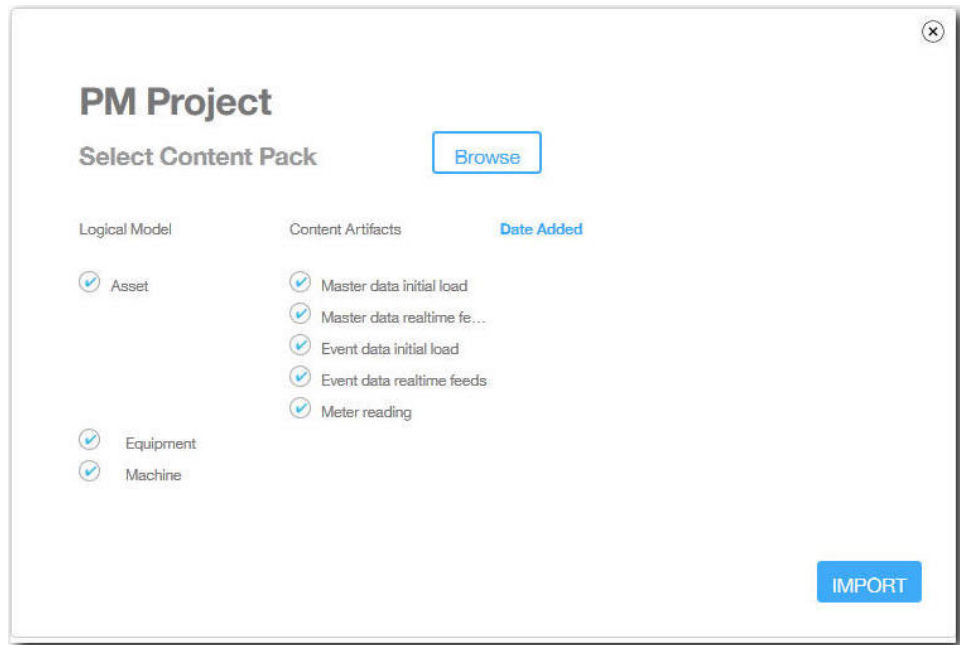 PM Project
Select Content Pack Browse
Logical Model Content Artifacts Date Added
Asset Master data initial load
Master data realtime fe...
Event data initial load
Event data realtime feeds
Meter reading
Equipment
Machine
IMPORT